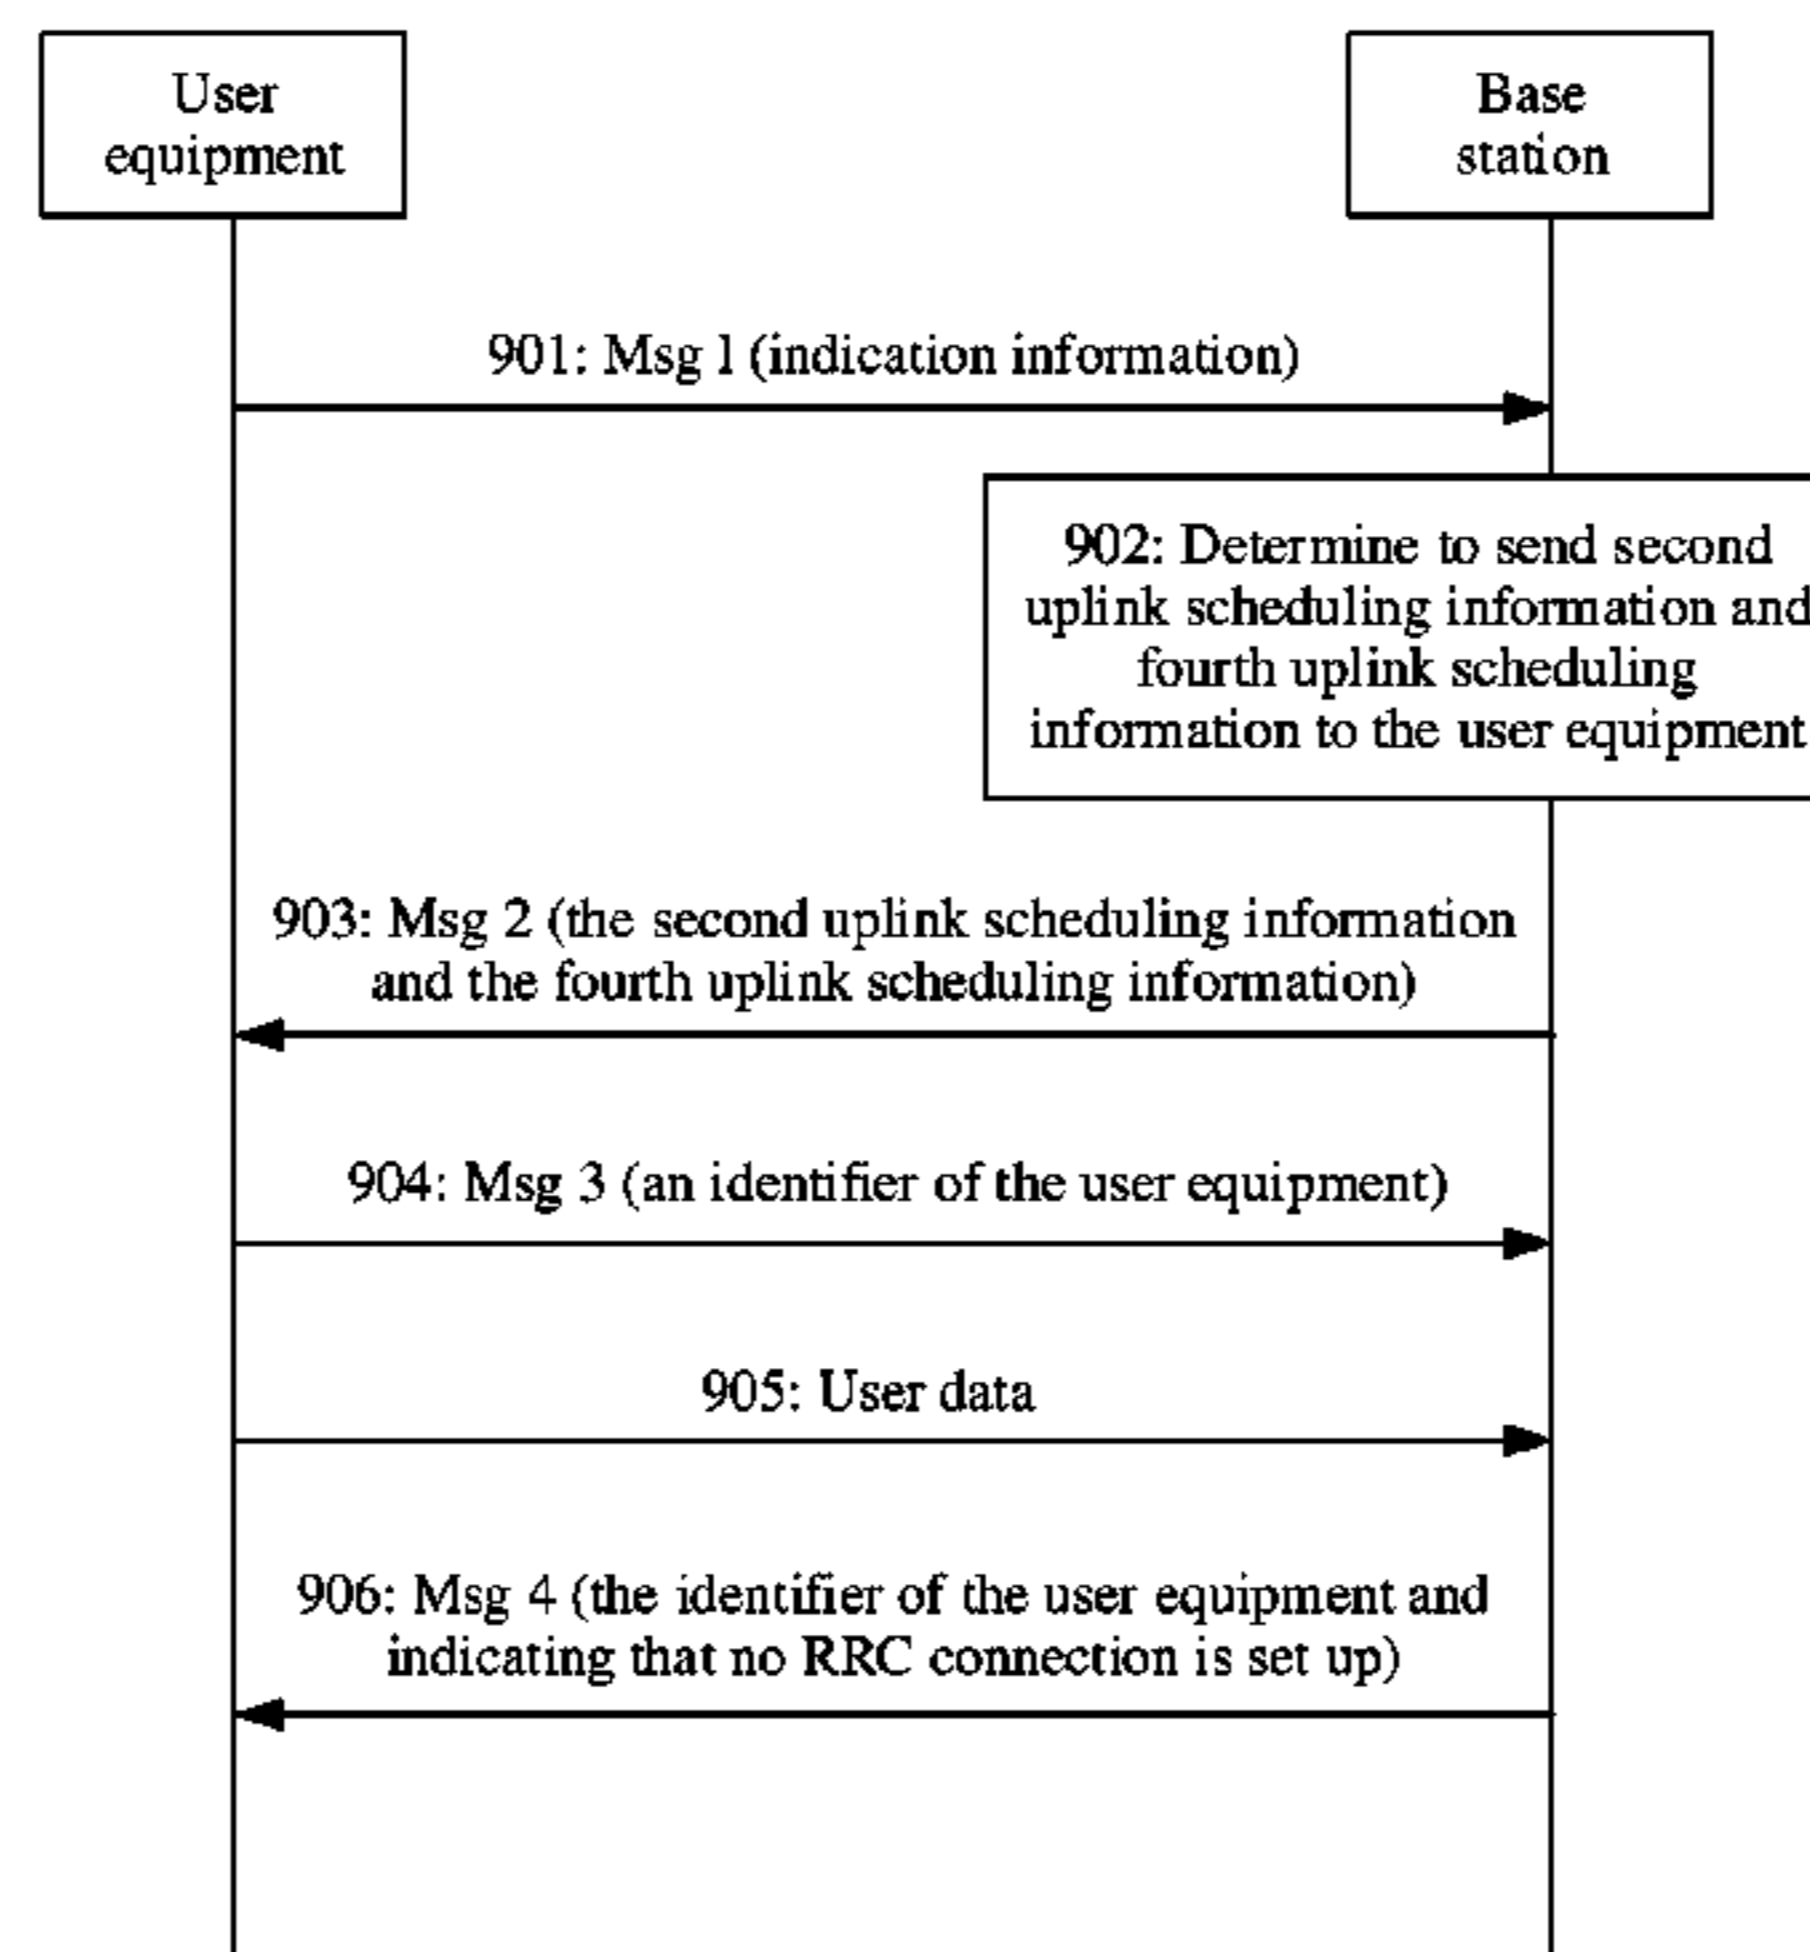 User
equipment
Base
station
901: Msg 1 (indication information)
902: Determine to send second
uplink scheduling information and
fourth uplink scheduling
information to the user equipment
903: Msg 2 (the second uplink scheduling information
and the fourth uplink scheduling information)
904: Msg 3 (an identifier of the user equipment)
905: User data
906: Msg 4 (the identifier of the user equipment and
indicating that no RRC connection is set up)